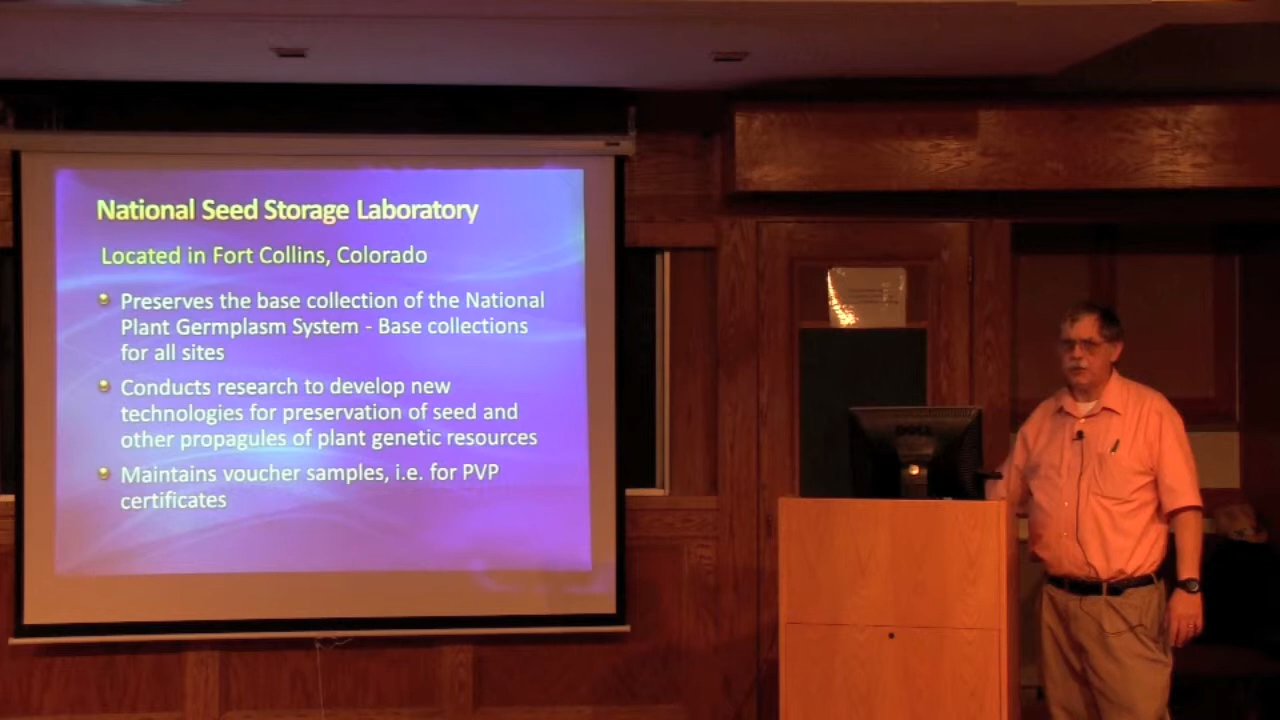 National Seed Storage Laboratory
Located in Fort Collins, Colorado
Preserves the base collection of the National
Plant Germplasm System - Base collections
for all sites
Conducts research to develop new
technologies for preservation of seed and
other propagules of plant genetic resources
Maintains voucher samples, i.e. for PVP
certificates
DELL